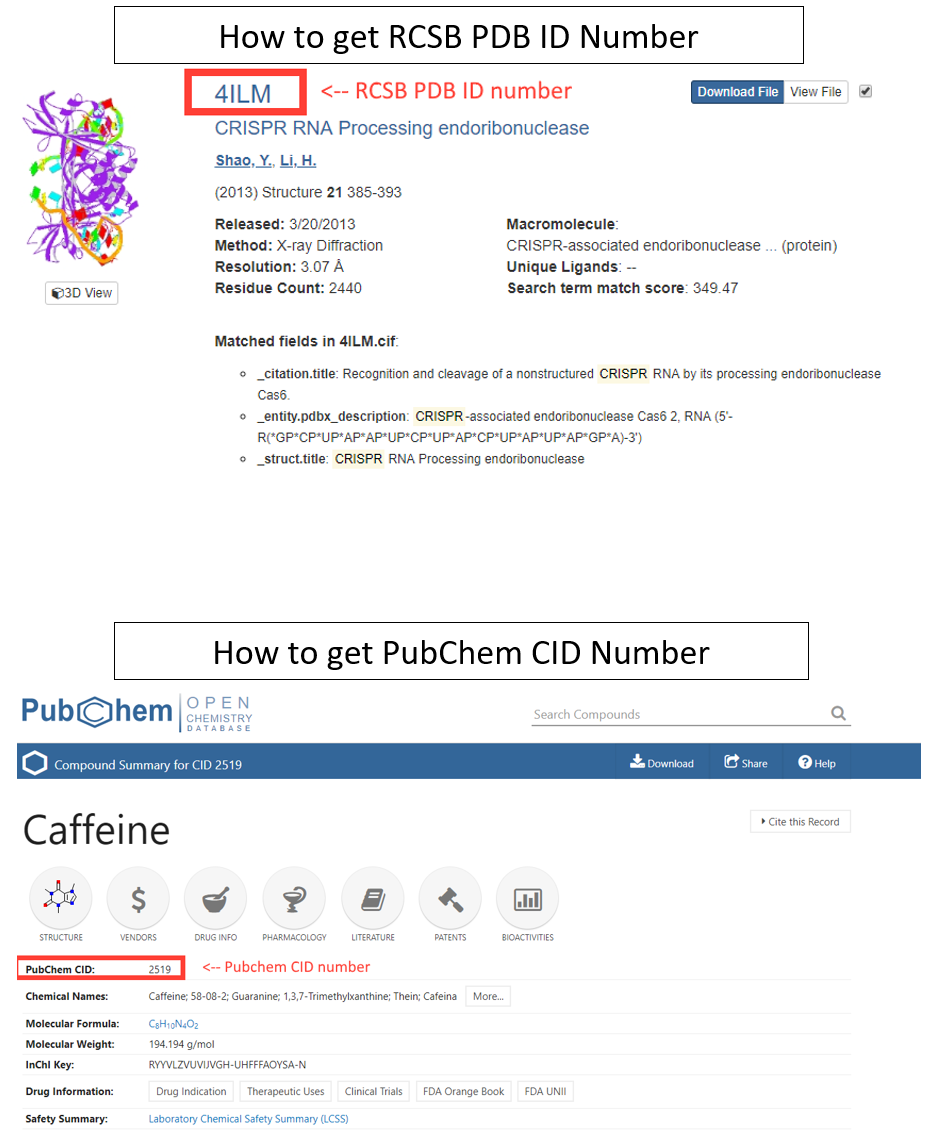 How to get RCSB PDB ID Number
4ILM <-- RCSB PDB ID number
Download File View File
CRISPR RNA Processing endoribonuclease
Shao, Y., Li, H.
(2013) Structure 21 385-393
Released: 3/20/2013
Method: X-ray Diffraction
Resolution: 3.07 Å
Residue Count: 2440
Macromolecule:
CRISPR-associated endoribonuclease ... (protein)
Unique Ligands: --
Search term match score: 349.47
3D View
Matched fields in 4ILM.cif:
_citation.title: Recognition and cleavage of a nonstructured CRISPR RNA by its processing endoribonuclease
Cas6.
_entity.pdbx_description: CRISPR-associated endoribonuclease Cas6 2, RNA (5'-
R(*GP*CP*UP*AP*AP*UP*CP*UP*AP*CP*UP*AP*UP*AP*GP*A)-3')
_struct.title: CRISPR RNA Processing endoribonuclease
How to get PubChem CID Number
PubChem OPEN
CHEMISTRY
DATABASE
Search Compounds
Compound Summary for CID 2519
Download Share Help
Caffeine
Cite this Record
STRUCTURE VENDORS DRUG INFO PHARMACOLOGY LITERATURE PATENTS BIOACTIVITIES
PubChem CID: 2519 <-- Pubchem CID number
Chemical Names: Caffeine; 58-08-2; Guaranine; 1,3,7-Trimethylxanthine; Thein; Cafeina More...
Molecular Formula: C8H10N4O2
Molecular Weight: 194.194 g/mol
InChI Key: RYYVLZVUVIJVGH-UHFFFAOYSA-N
Drug Information: Drug Indication Therapeutic Uses Clinical Trials FDA Orange Book FDA UNII
Safety Summary: Laboratory Chemical Safety Summary (LCSS)